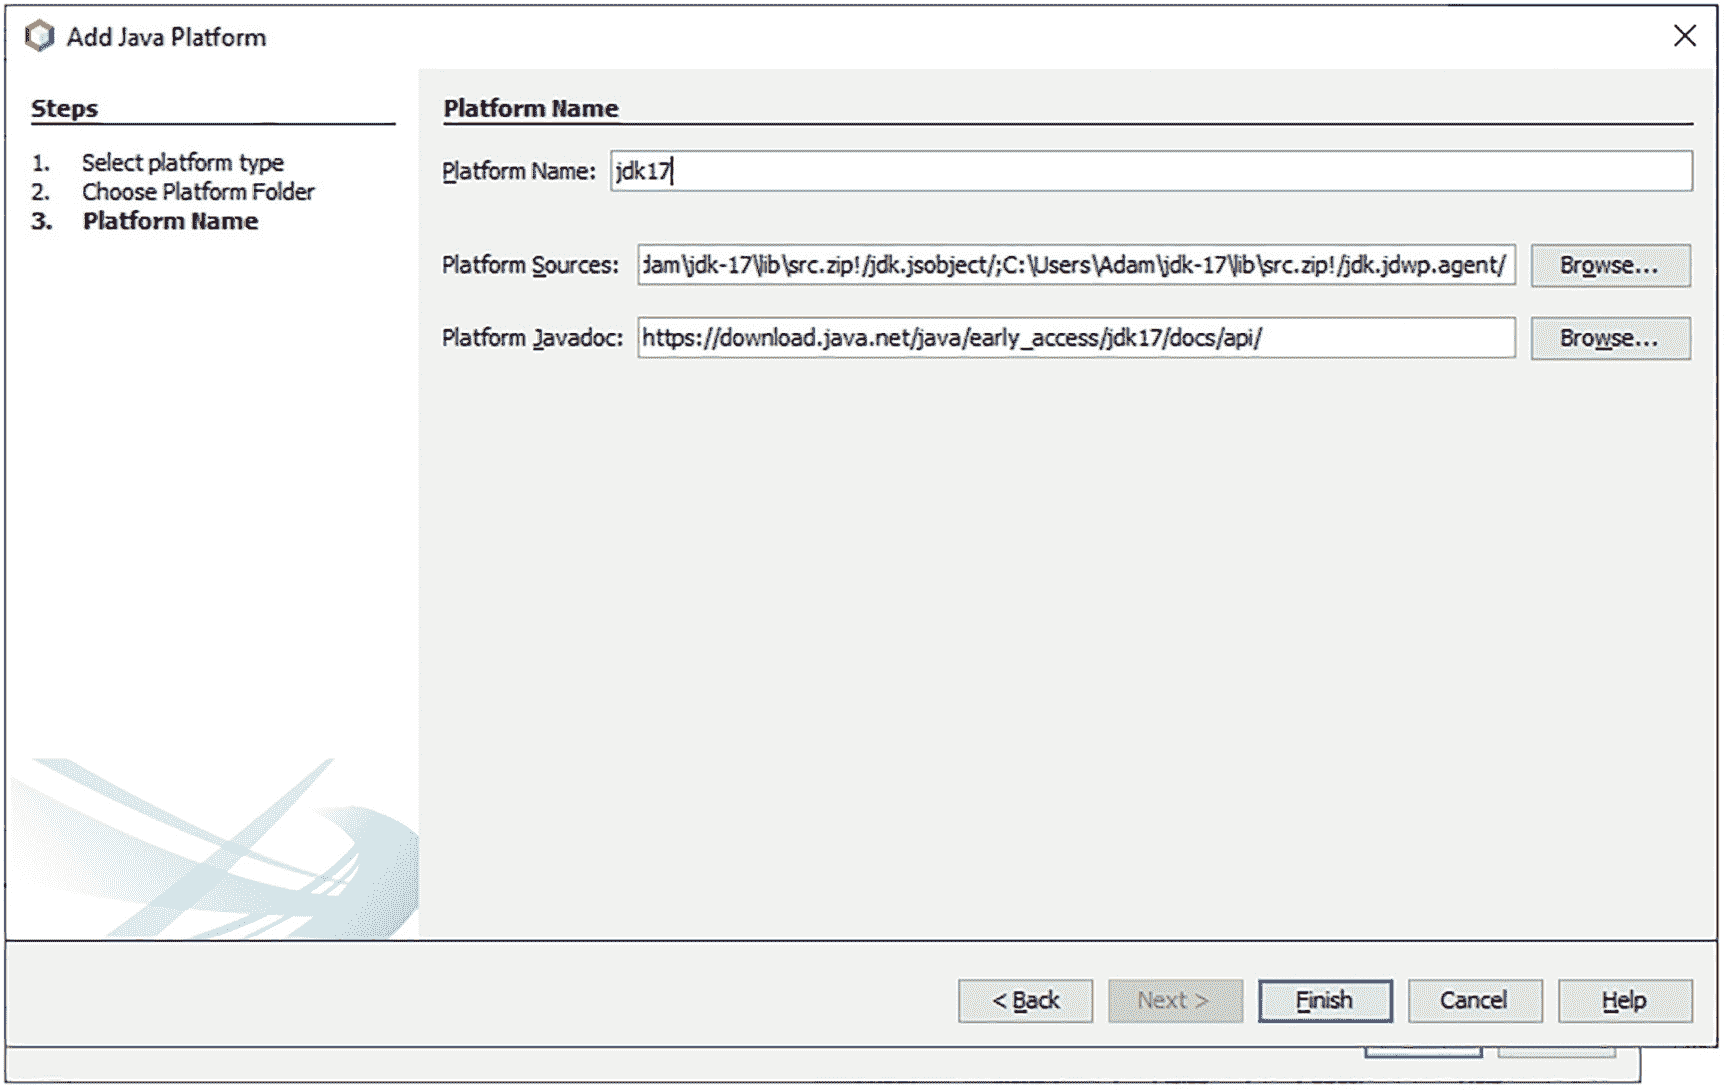 Add Java Platform
Steps
1. Select platform type
2. Choose Platform Folder
3. Platform Name
Platform Name
Platform Name: jdk17
Platform Sources: dam\jdk-17\lib\src.zip!/jdk.jsobject/;C:\Users\Adam\jdk-17\lib\src.zip!/jdk.jdwp.agent/ Browse...
Platform Javadoc: https://download.java.net/java/early_access/jdk17/docs/api/ Browse...
< Back Next > Finish Cancel Help